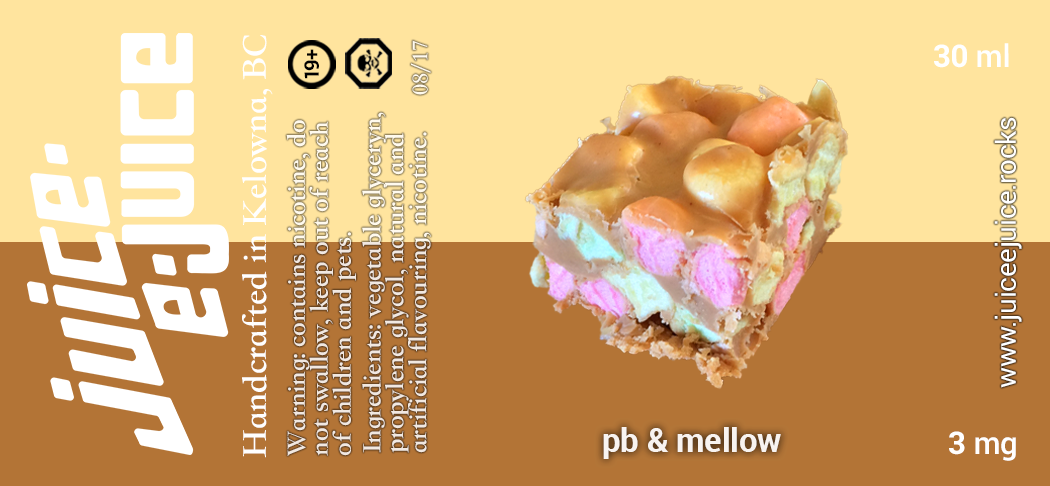 juice-
e-juice
Handcrafted in Kelowna, BC
19+
08/17
Warning: contains nicotine, do
not swallow, keep out of reach
of children and pets.
Ingredients: vegetable glyceryn,
propylene glycol, natural and
artificial flavouring, nicotine.
pb & mellow
30 ml
www.juiceejuice.rocks
3 mg